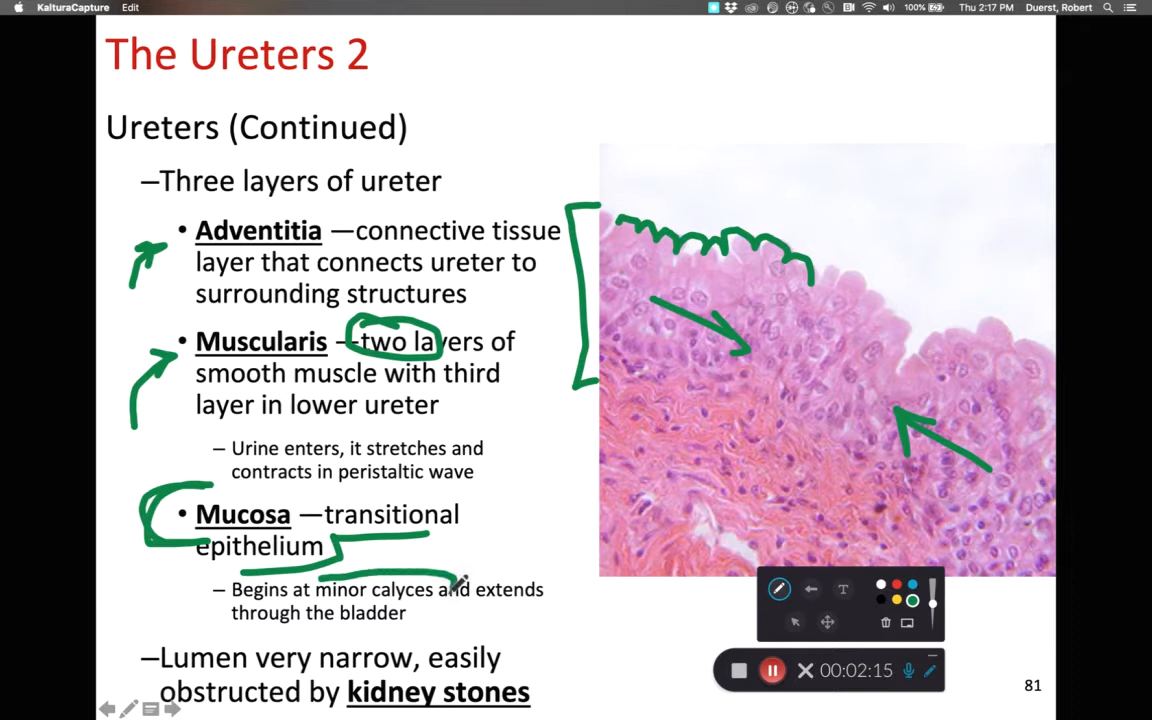 KalturaCapture Edit 100% Thu 2:17 PM Duerst, Robert
The Ureters 2
Ureters (Continued)
–Three layers of ureter
• Adventitia —connective tissue
layer that connects ureter to
surrounding structures
• Muscularis —two layers of
smooth muscle with third
layer in lower ureter
– Urine enters, it stretches and
contracts in peristaltic wave
• Mucosa —transitional
epithelium
– Begins at minor calyces and extends
through the bladder
–Lumen very narrow, easily
obstructed by kidney stones
T
00:02:15
81